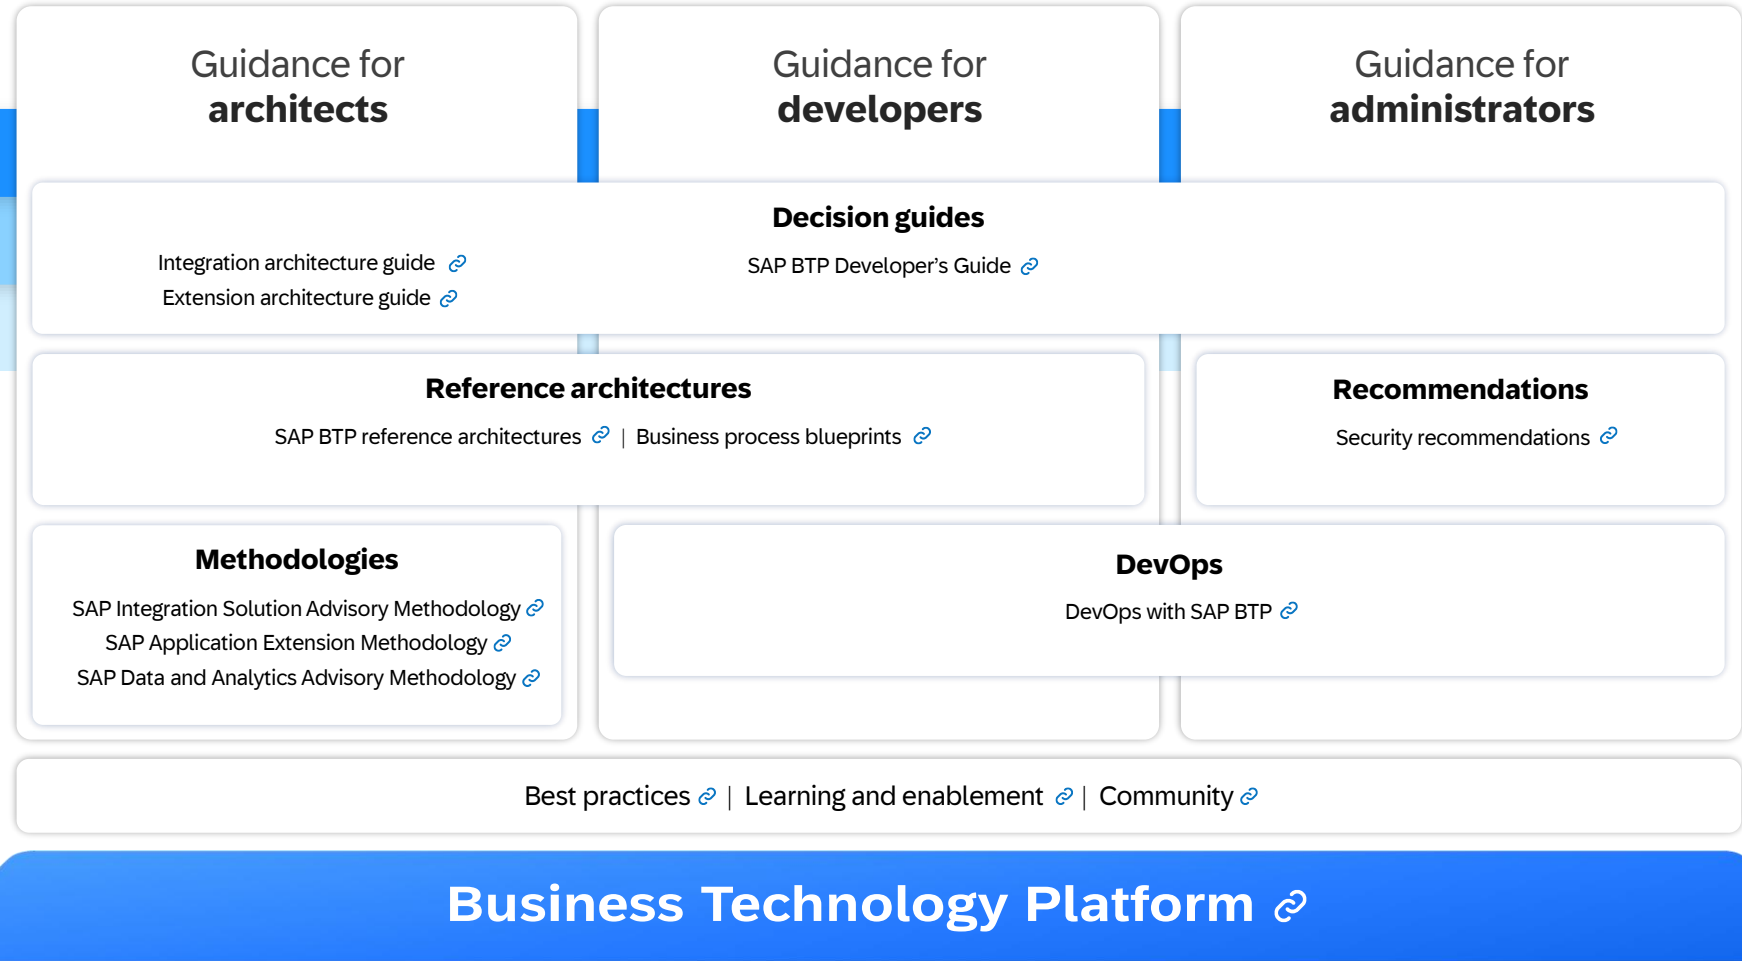 Guidance for
architects
Guidance for
developers
Guidance for
administrators
Decision guides
Integration architecture guide
Extension architecture guide
SAP BTP Developer’s Guide
Reference architectures
SAP BTP reference architectures | Business process blueprints
Recommendations
Security recommendations
Methodologies
SAP Integration Solution Advisory Methodology
SAP Application Extension Methodology
SAP Data and Analytics Advisory Methodology
DevOps
DevOps with SAP BTP
Best practices | Learning and enablement | Community
Business Technology Platform